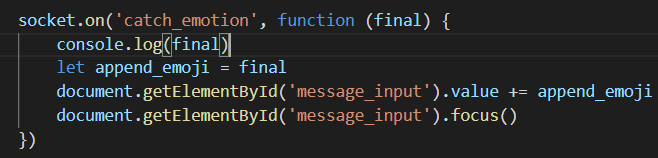 socket.on('catch_emotion', function (final) {
    console.log(final)
    let append_emoji = final
    document.getElementById('message_input').value += append_emoji
    document.getElementById('message_input').focus()
})